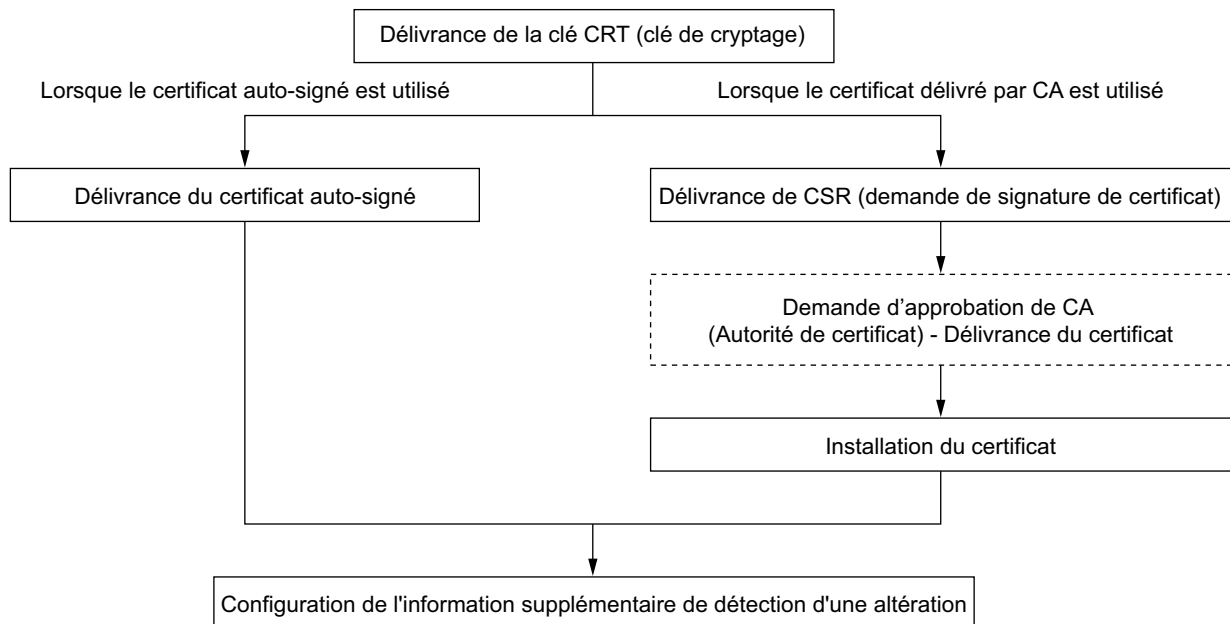 Délivrance de la clé CRT (clé de cryptage)
Lorsque le certificat auto-signé est utilisé
Lorsque le certificat délivré par CA est utilisé
Délivrance du certificat auto-signé
Délivrance de CSR (demande de signature de certificat)
Demande d’approbation de CA
(Autorité de certificat) - Délivrance du certificat
Installation du certificat
Configuration de l'information supplémentaire de détection d'une altération